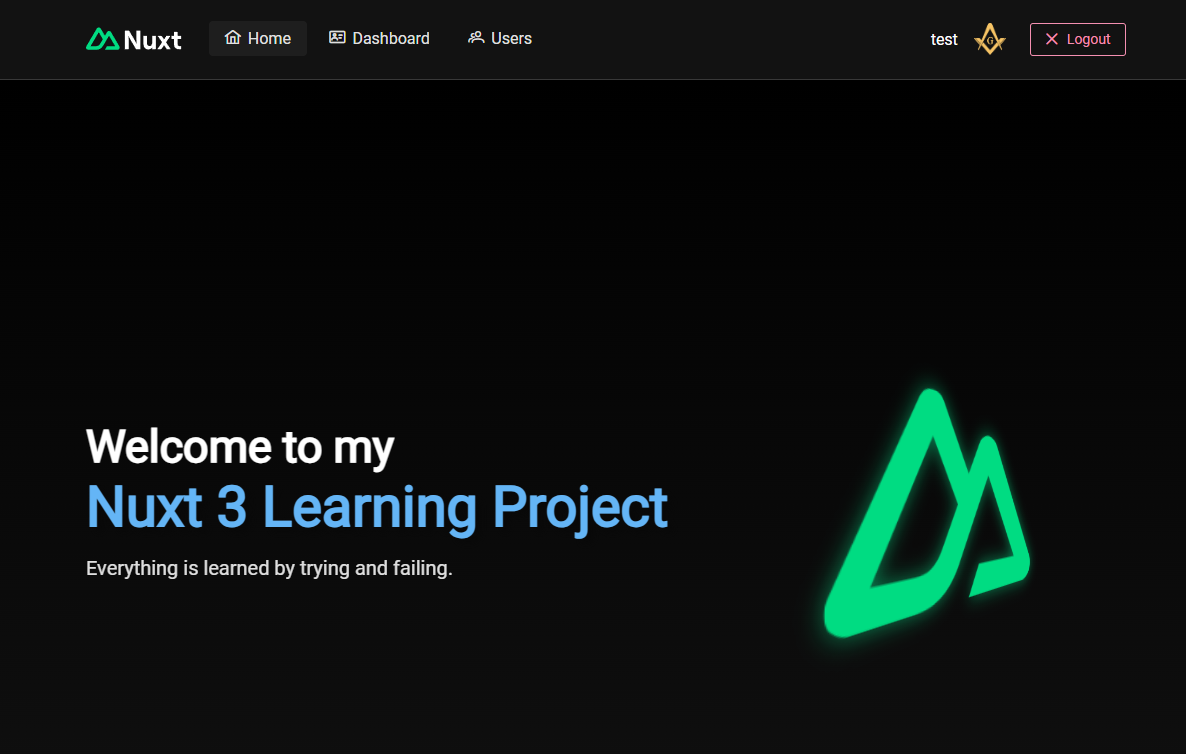 Nuxt
Home
Dashboard
Users
test
G
Logout
Welcome to my
Nuxt 3 Learning Project
Everything is learned by trying and failing.